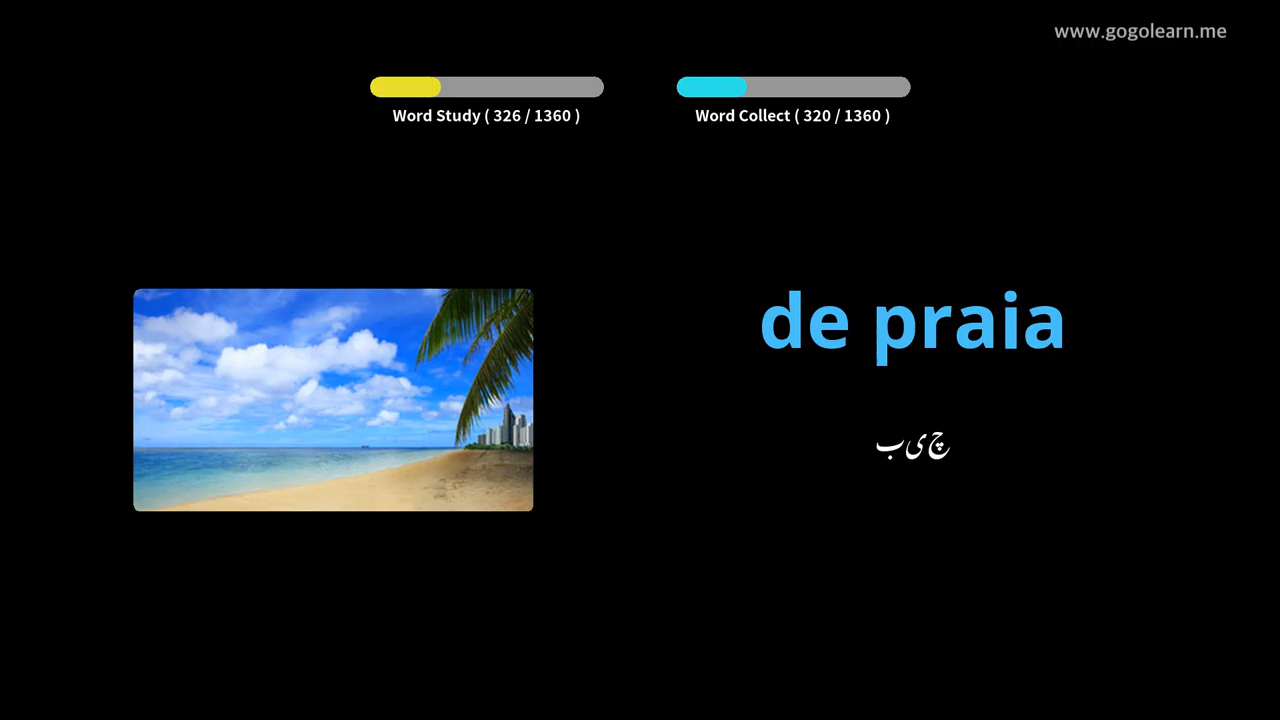 www.gogolearn.me
Word Study ( 326 / 1360 )
Word Collect ( 320 / 1360 )
de praia
چ ی ب